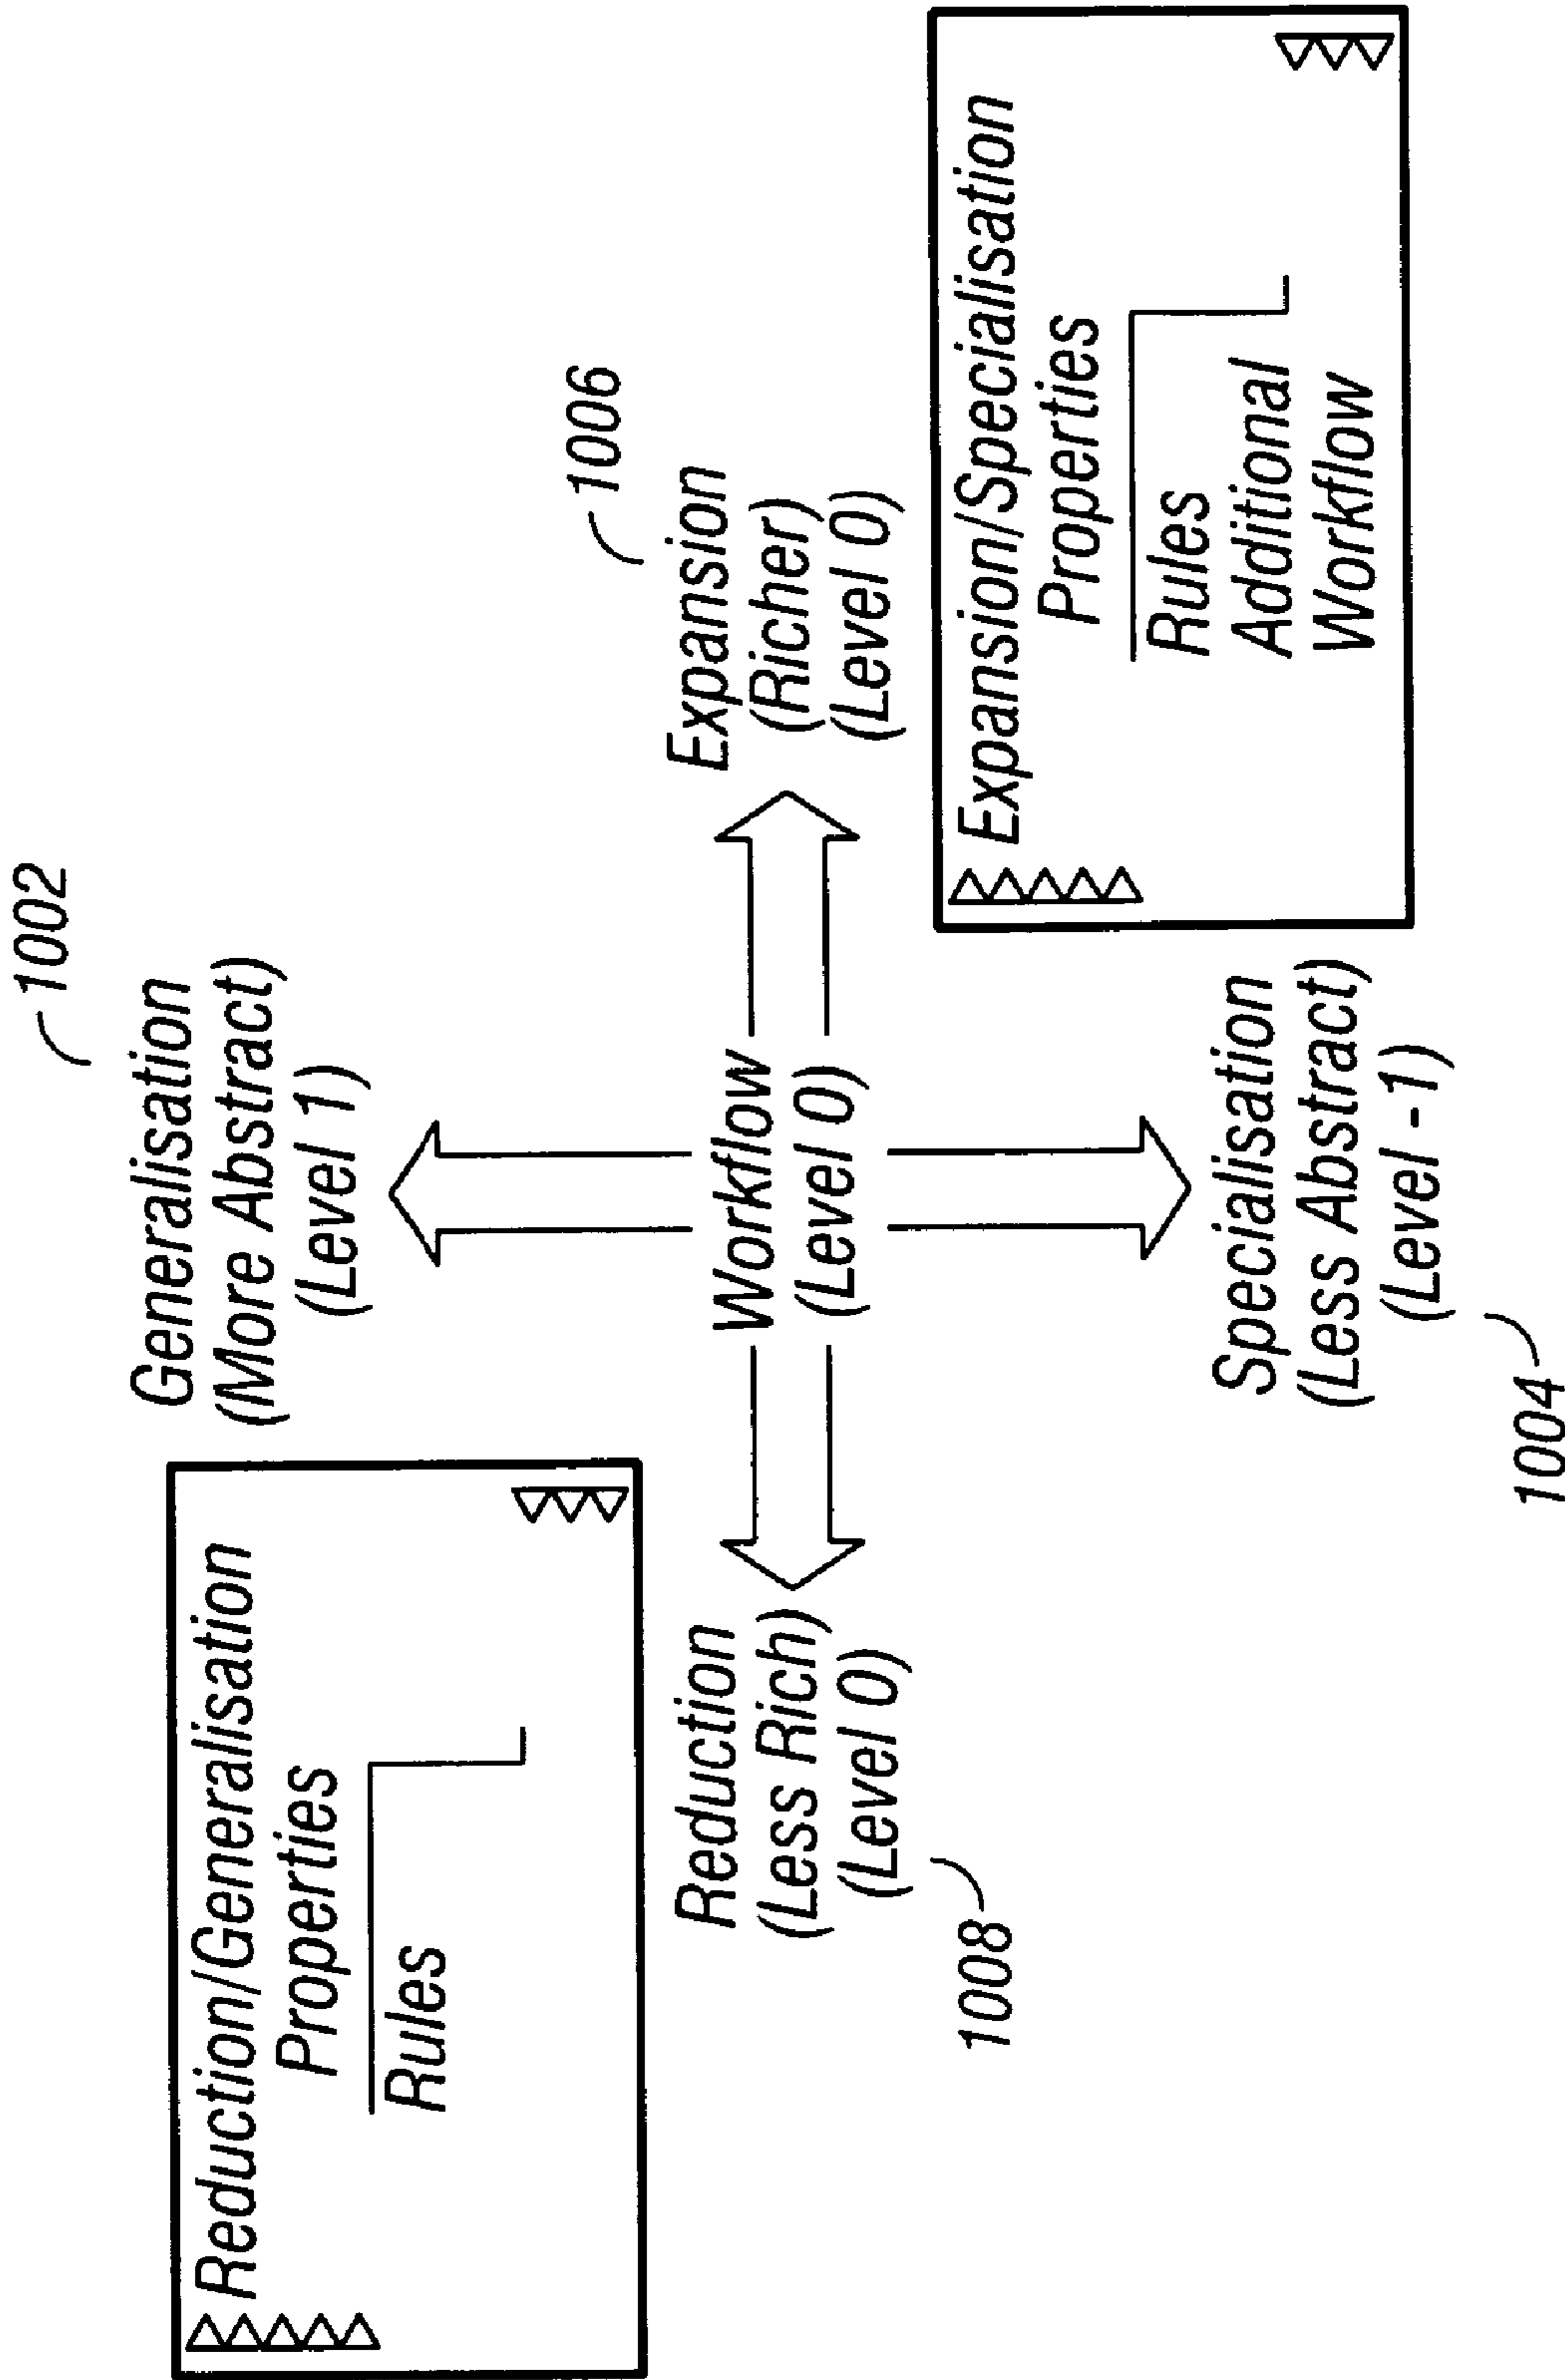 1002
Generalisation
(More Abstract)
(Level 1)
Reduction/Generalisation
Properties
Rules
Reduction
(Less Rich)
(Level 0)
1008
Workflow
(Level 0)
1006
Expansion
(Richer)
(Level 0)
Specialisation
(Less Abstract)
(Level -1)
1004
Expansion/Specialisation
Properties
Rules
Additional
Workflow